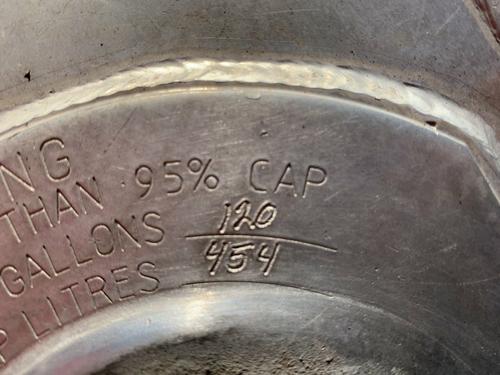 NG
THAN 95% CAP
GALLONS 120
P LITRES 454